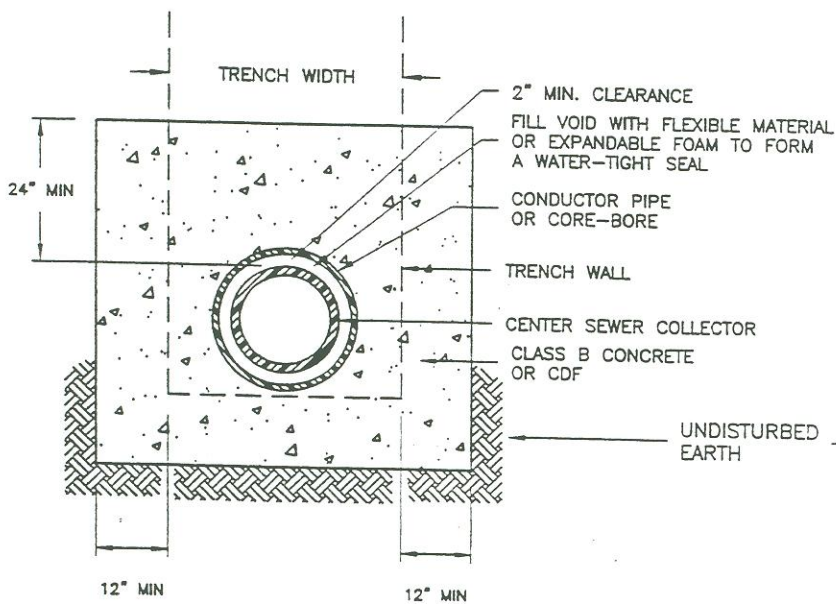 TRENCH WIDTH
2" MIN. CLEARANCE
FILL VOID WITH FLEXIBLE MATERIAL
OR EXPANDABLE FOAM TO FORM
A WATER-TIGHT SEAL
24" MIN
CONDUCTOR PIPE
OR CORE-BORE
TRENCH WALL
CENTER SEWER COLLECTOR
CLASS B CONCRETE
OR CDF
UNDISTURBED
EARTH
12" MIN
12" MIN